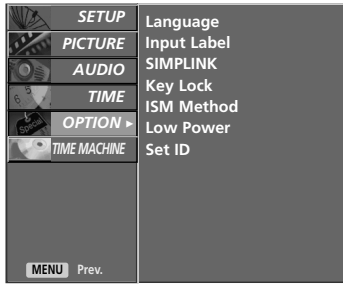 SETUP
PICTURE
AUDIO
TIME
OPTION ►
TIME MACHINE
Language
Input Label
SIMPLINK
Key Lock
ISM Method
Low Power
Set ID
MENU Prev.